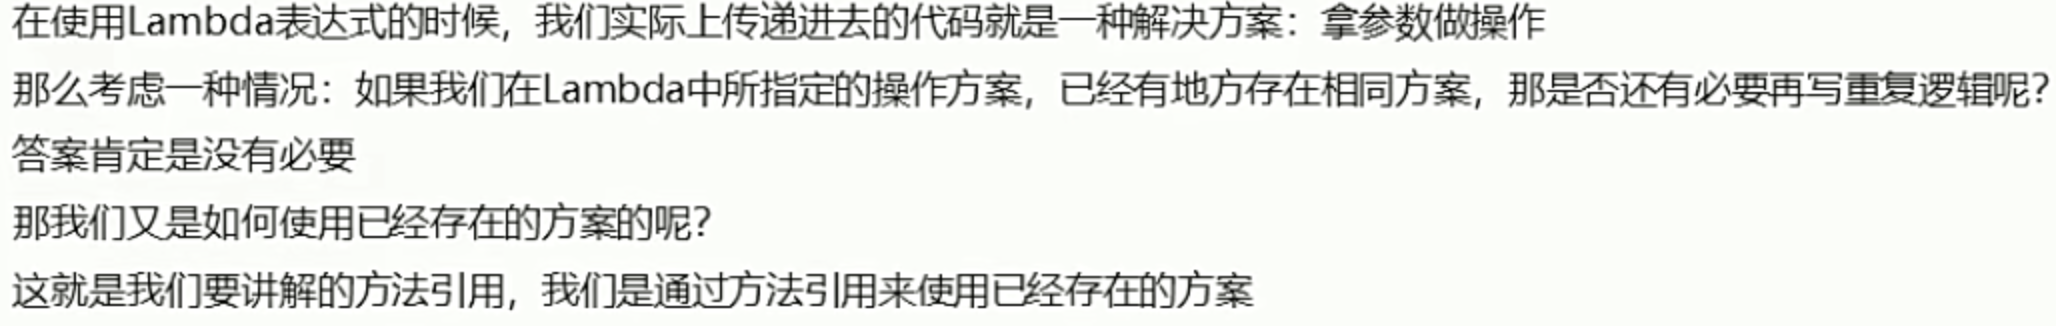 在使用Lambda表达式的时候，我们实际上传递进去的代码就是一种解决方案：拿参数做操作
那么考虑一种情况：如果我们在Lambda中所指定的操作方案，已经有地方存在相同方案，那是否还有必要再写重复逻辑呢？
答案肯定是没有必要
那我们又是如何使用已经存在的方案的呢？
这就是我们要讲解的方法引用，我们是通过方法引用来使用已经存在的方案